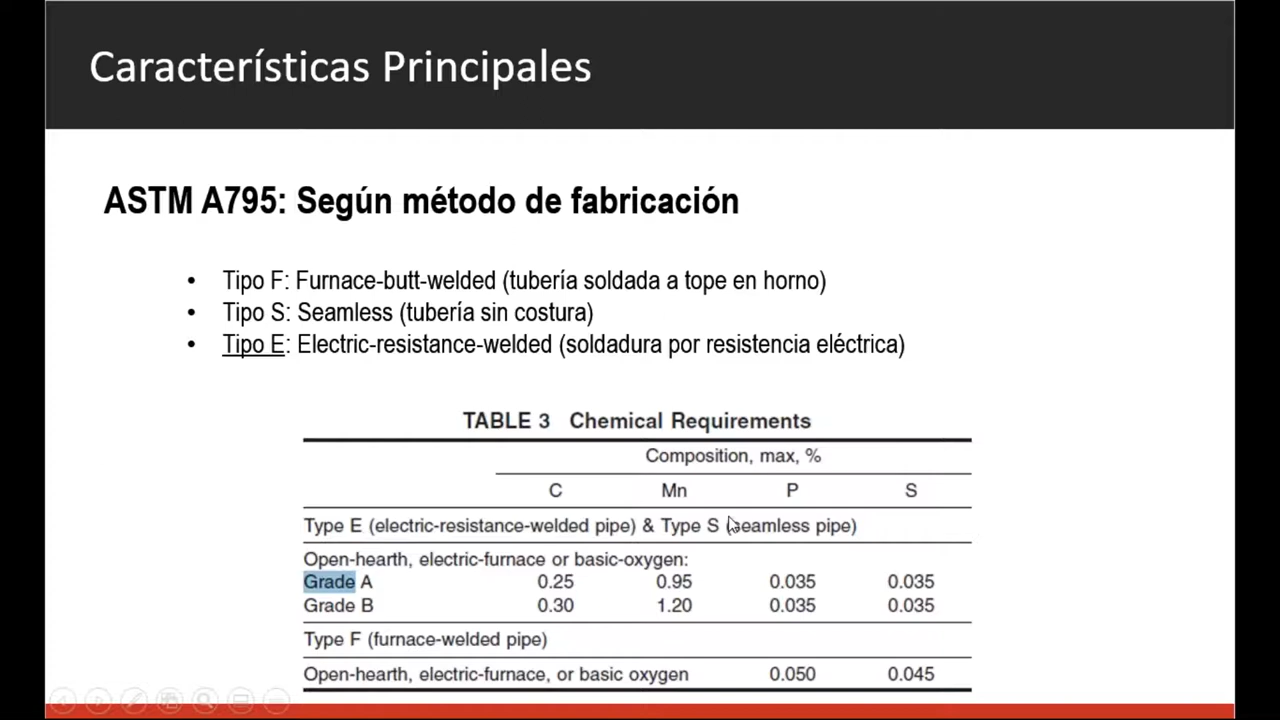 Características Principales
ASTM A795: Según método de fabricación
• Tipo F: Furnace-butt-welded (tubería soldada a tope en horno)
• Tipo S: Seamless (tubería sin costura)
• Tipo E: Electric-resistance-welded (soldadura por resistencia eléctrica)
TABLE 3 Chemical Requirements
Composition, max, %
C Mn P S
Type E (electric-resistance-welded pipe) & Type S (seamless pipe)
Open-hearth, electric-furnace or basic-oxygen:
Grade A 0.25 0.95 0.035 0.035
Grade B 0.30 1.20 0.035 0.035
Type F (furnace-welded pipe)
Open-hearth, electric-furnace, or basic oxygen 0.050 0.045